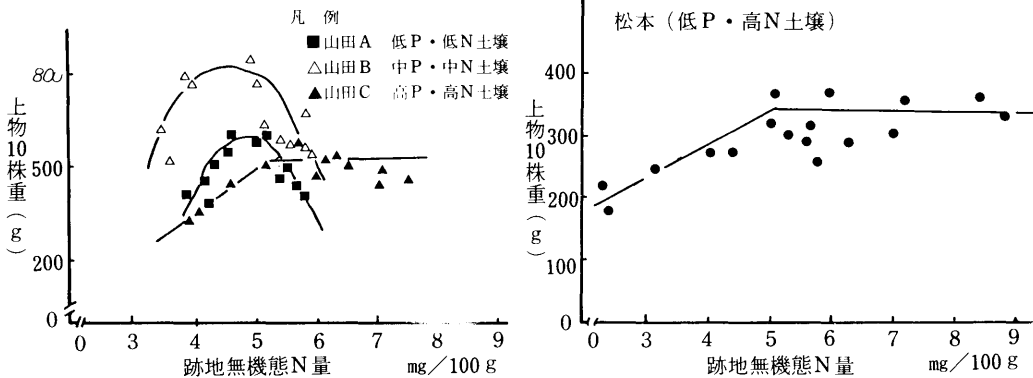 凡 例
■山田A 低P・低N土壌
△山田B 中P・中N土壌
▲山田C 高P・高N土壌
上物10株重(g)
800
500
200
0
0 3 4 5 6 7 8 9
跡地無機態N量 mg/100g
松本(低P・高N土壌)
上物10株重(g)
400
300
200
100
0
0 3 4 5 6 7 8 9
跡地無機態N量 mg/100g